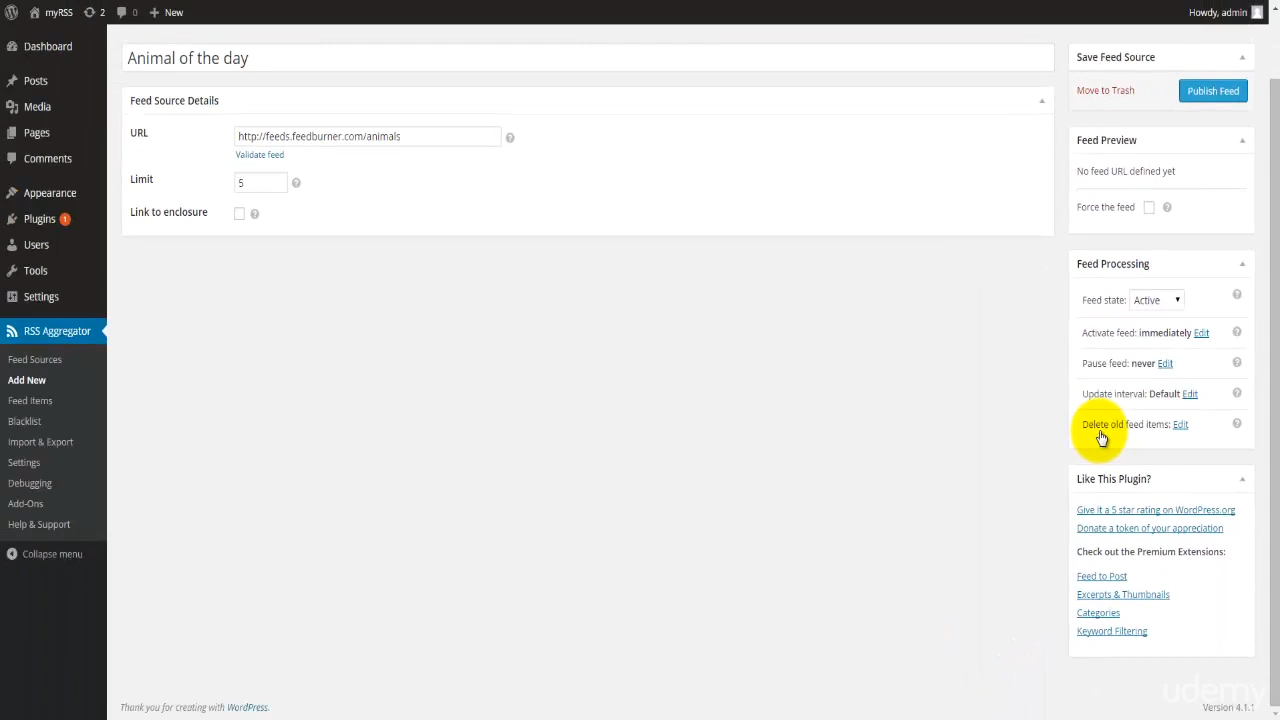 myRSS 2 0 New Howdy, admin
Dashboard
Posts
Media
Pages
Comments
Appearance
Plugins 1
Users
Tools
Settings
RSS Aggregator
Feed Sources
Add New
Feed Items
Blacklist
Import & Export
Settings
Debugging
Add-Ons
Help & Support
Collapse menu
Animal of the day
Feed Source Details
URL http://feeds.feedburner.com/animals ?
Validate feed
Limit 5 ?
Link to enclosure ?
Save Feed Source
Move to Trash Publish Feed
Feed Preview
No feed URL defined yet
Force the feed ?
Feed Processing
Feed state: Active ?
Activate feed: immediately Edit ?
Pause feed: never Edit ?
Update interval: Default Edit ?
Delete old feed items: Edit ?
Like This Plugin?
Give it a 5 star rating on WordPress.org
Donate a token of your appreciation
Check out the Premium Extensions:
Feed to Post
Excerpts & Thumbnails
Categories
Keyword Filtering
Thank you for creating with WordPress.
udemy
Version 4.1.1